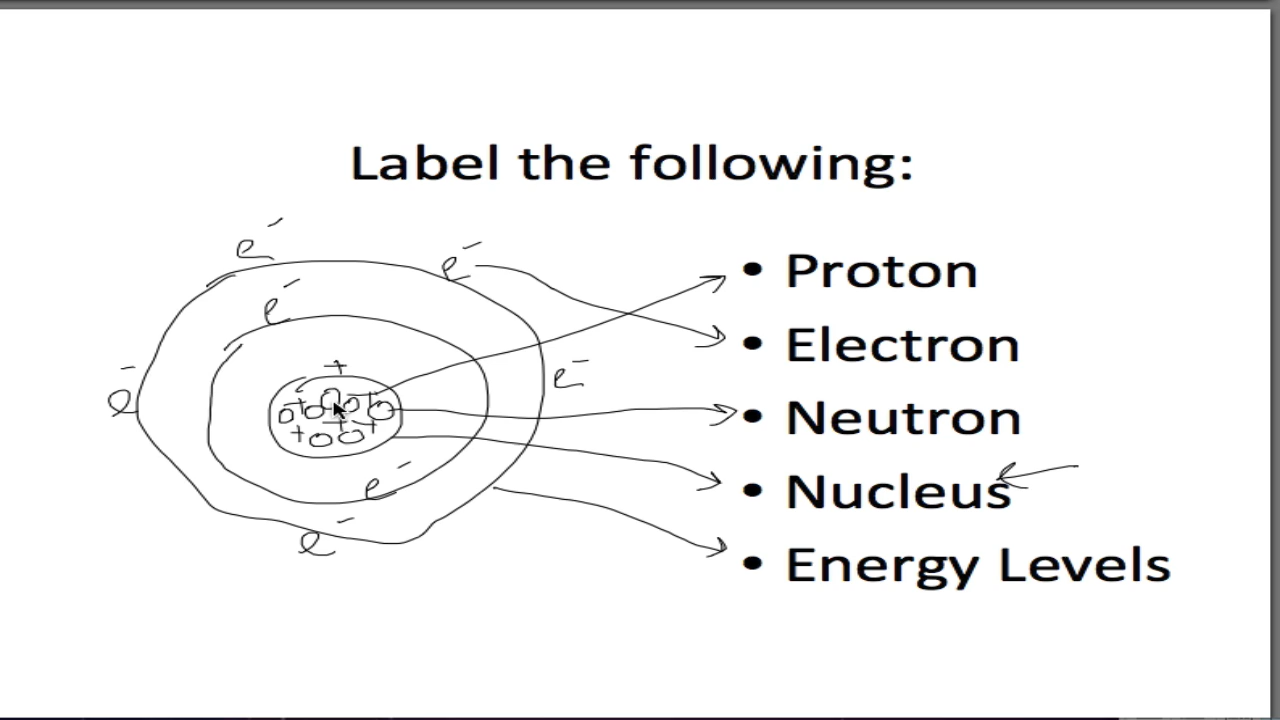 Label the following:
e⁻
e⁻
e⁻
e⁻
e⁻
e⁻
e⁻
+
+
+
+
+
+
• Proton
• Electron
• Neutron
• Nucleus
• Energy Levels